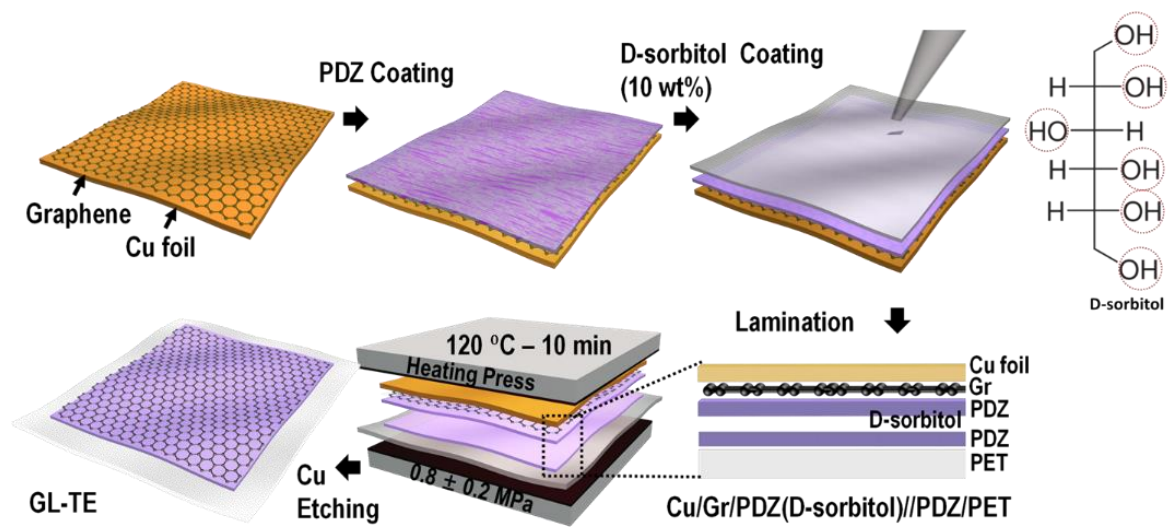 PDZ Coating
D-sorbitol Coating
(10 wt%)
Graphene
Cu foil
OH
H
OH
HO
H
H
OH
H
OH
OH
D-sorbitol
Lamination
120 ºC – 10 min
Heating Press
0.8 ± 0.2 MPa
Cu foil
Gr
PDZ
D-sorbitol
PDZ
PET
Cu
Etching
GL-TE
Cu/Gr/PDZ(D-sorbitol)//PDZ/PET